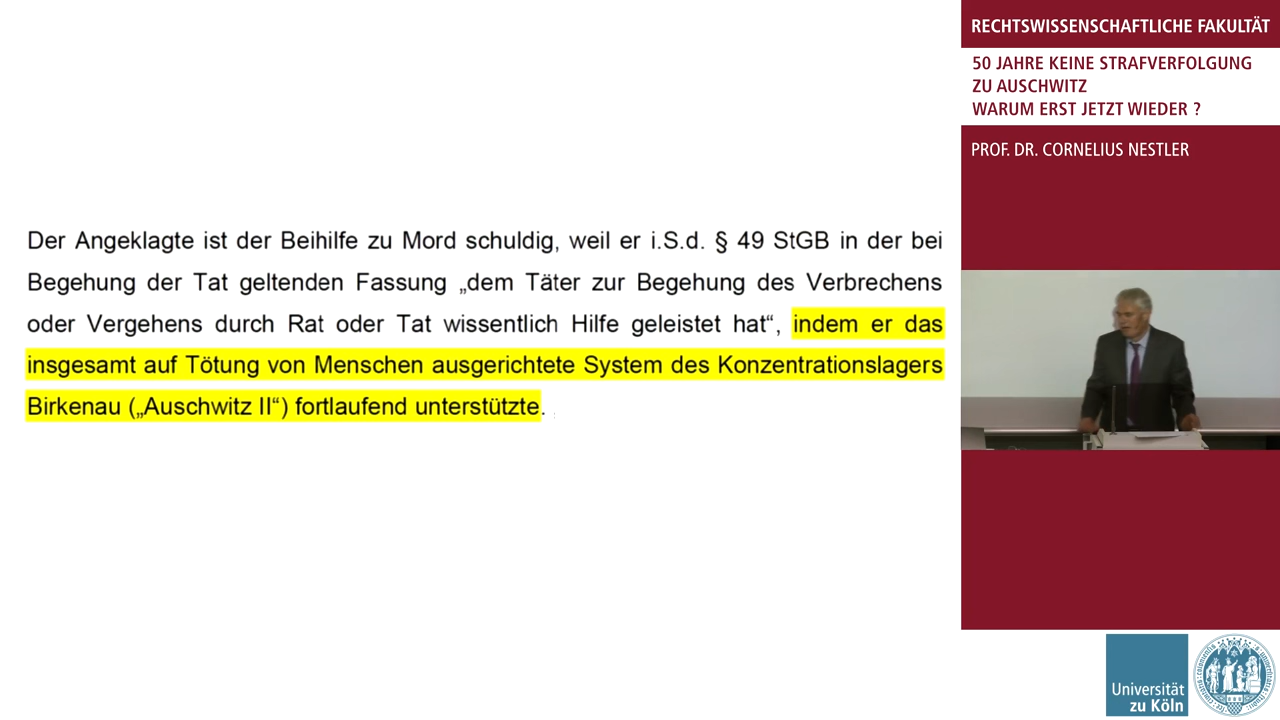 RECHTSWISSENSCHAFTLICHE FAKULTÄT
50 JAHRE KEINE STRAFVERFOLGUNG
ZU AUSCHWITZ
WARUM ERST JETZT WIEDER ?
PROF. DR. CORNELIUS NESTLER
Der Angeklagte ist der Beihilfe zu Mord schuldig, weil er i.S.d. § 49 StGB in der bei
Begehung der Tat geltenden Fassung „dem Täter zur Begehung des Verbrechens
oder Vergehens durch Rat oder Tat wissentlich Hilfe geleistet hat“, indem er das
insgesamt auf Tötung von Menschen ausgerichtete System des Konzentrationslagers
Birkenau („Auschwitz II“) fortlaufend unterstützte.
Universität
zu Köln